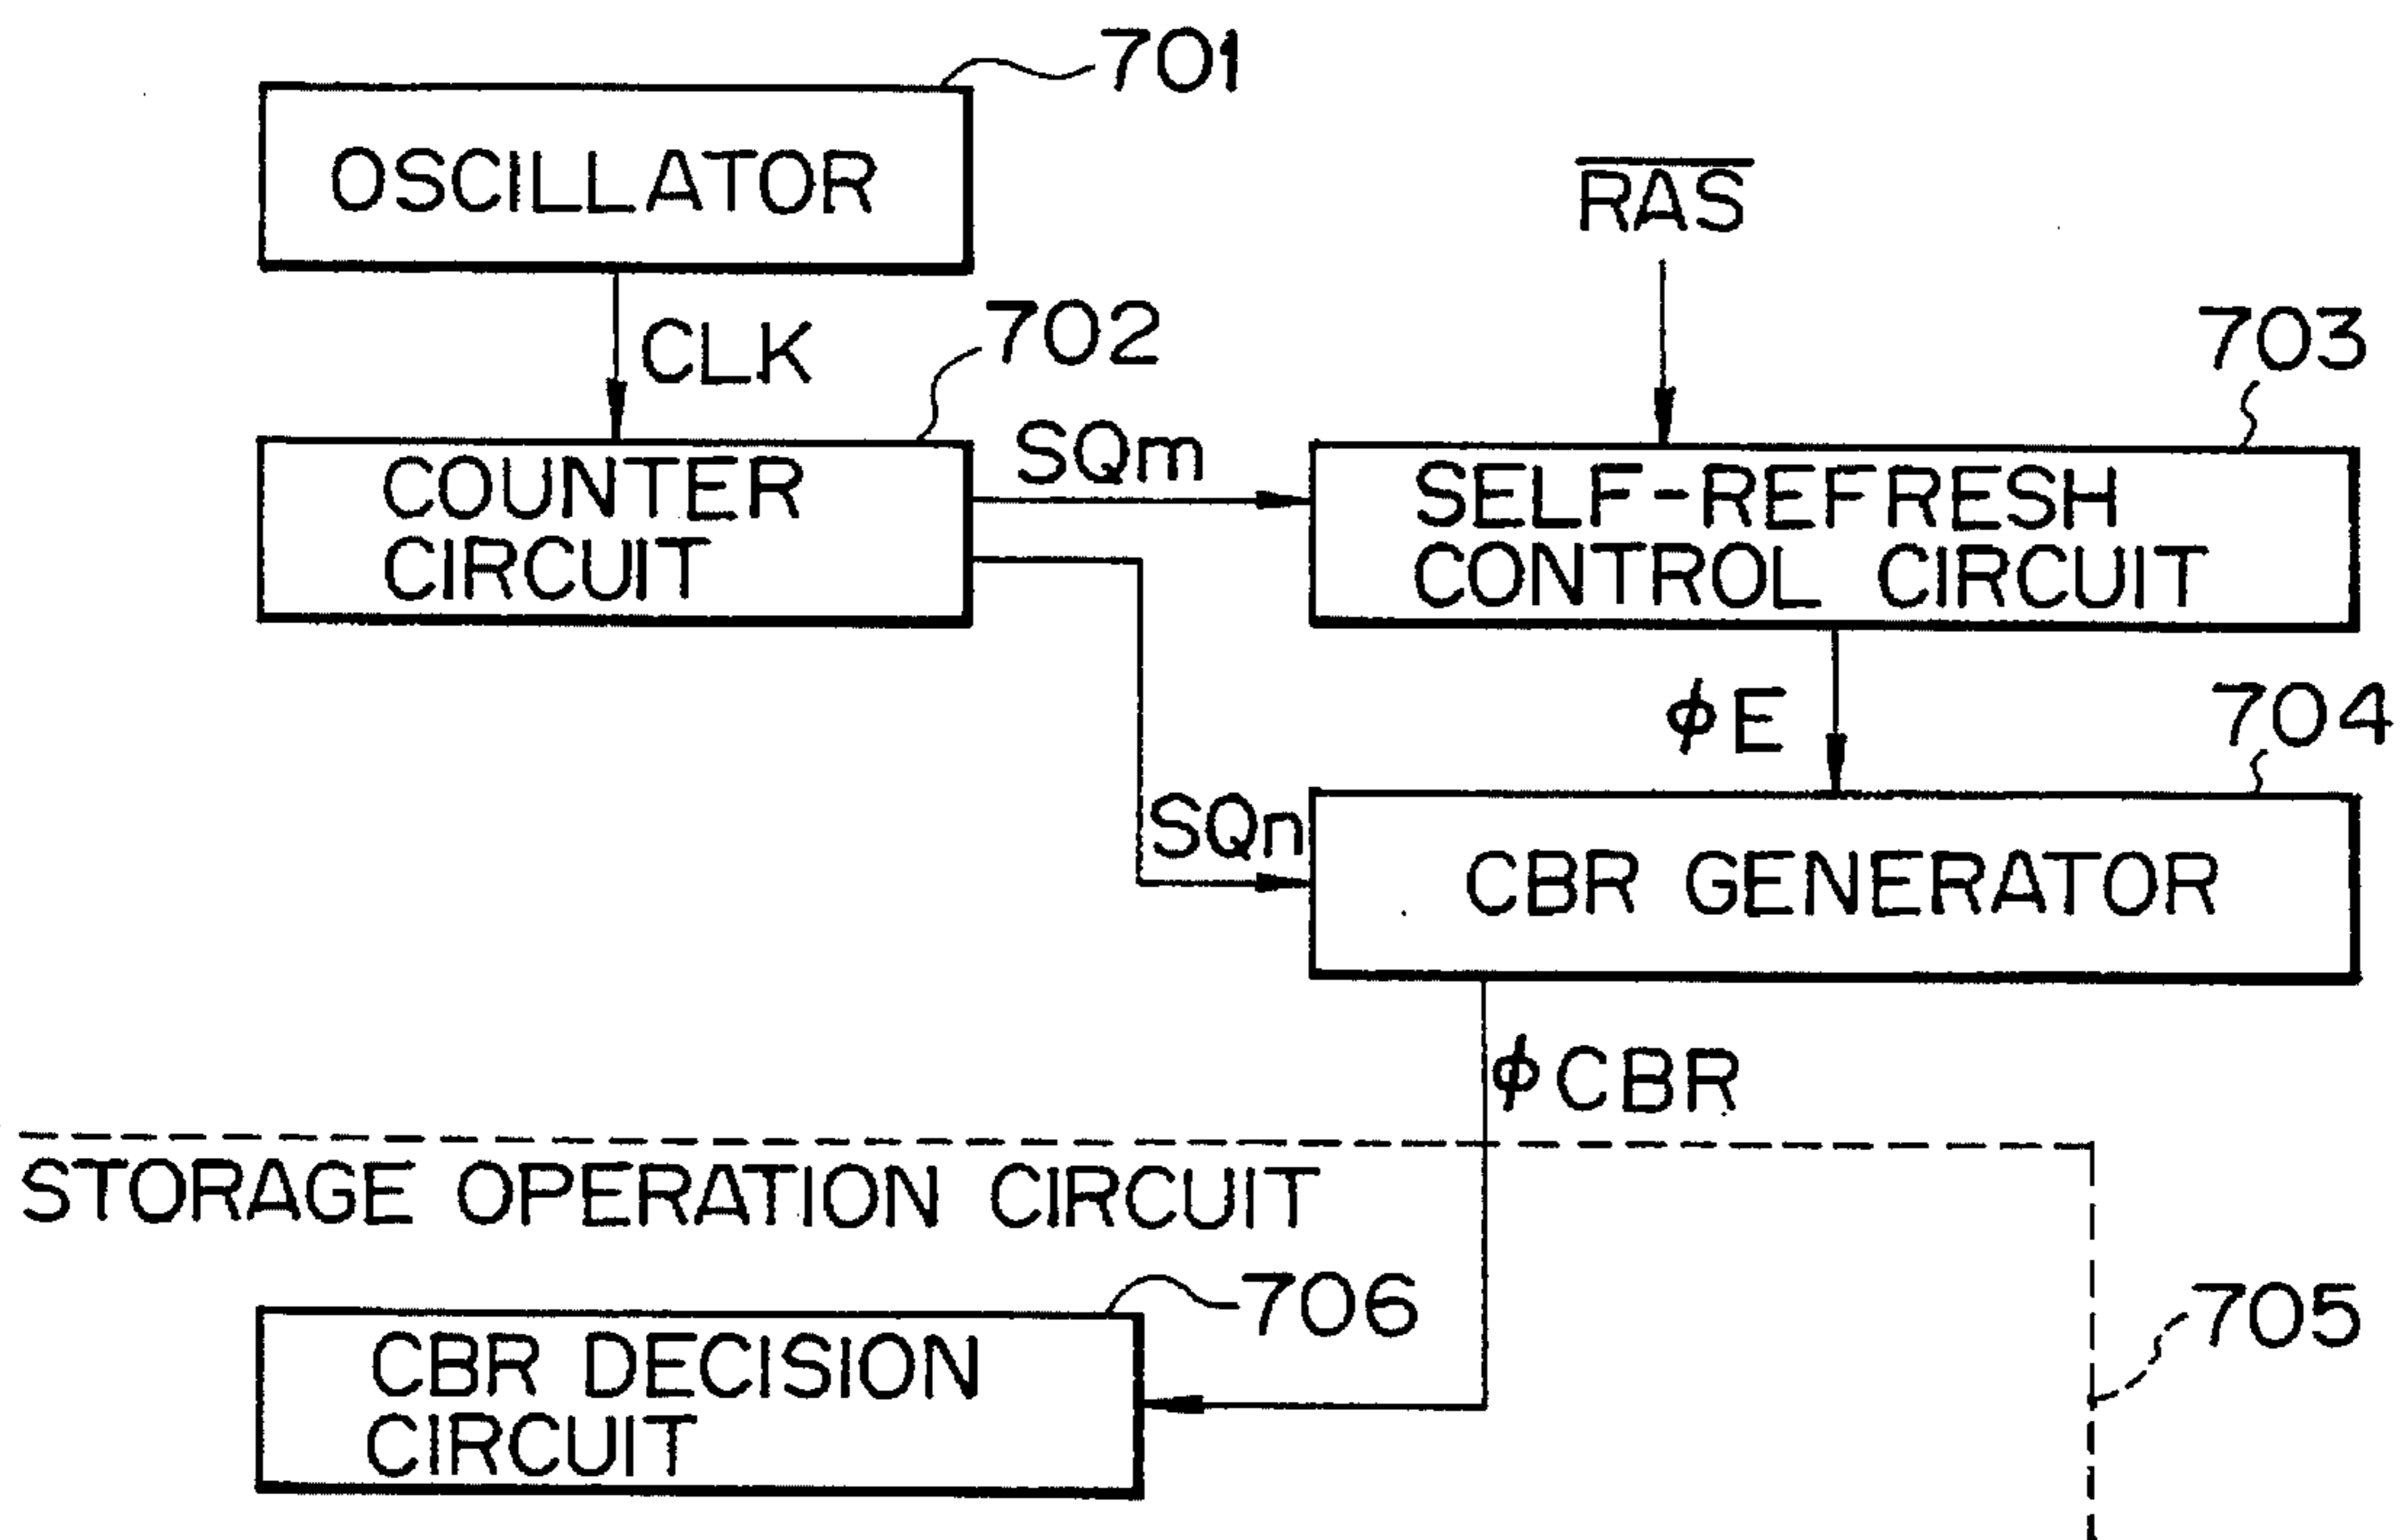 701
OSCILLATOR
RAS
CLK
702
703
SQm
COUNTER
CIRCUIT
SELF-REFRESH
CONTROL CIRCUIT
ϕE
704
SQn
CBR GENERATOR
ϕCBR
STORAGE OPERATION CIRCUIT
706
705
CBR DECISION
CIRCUIT